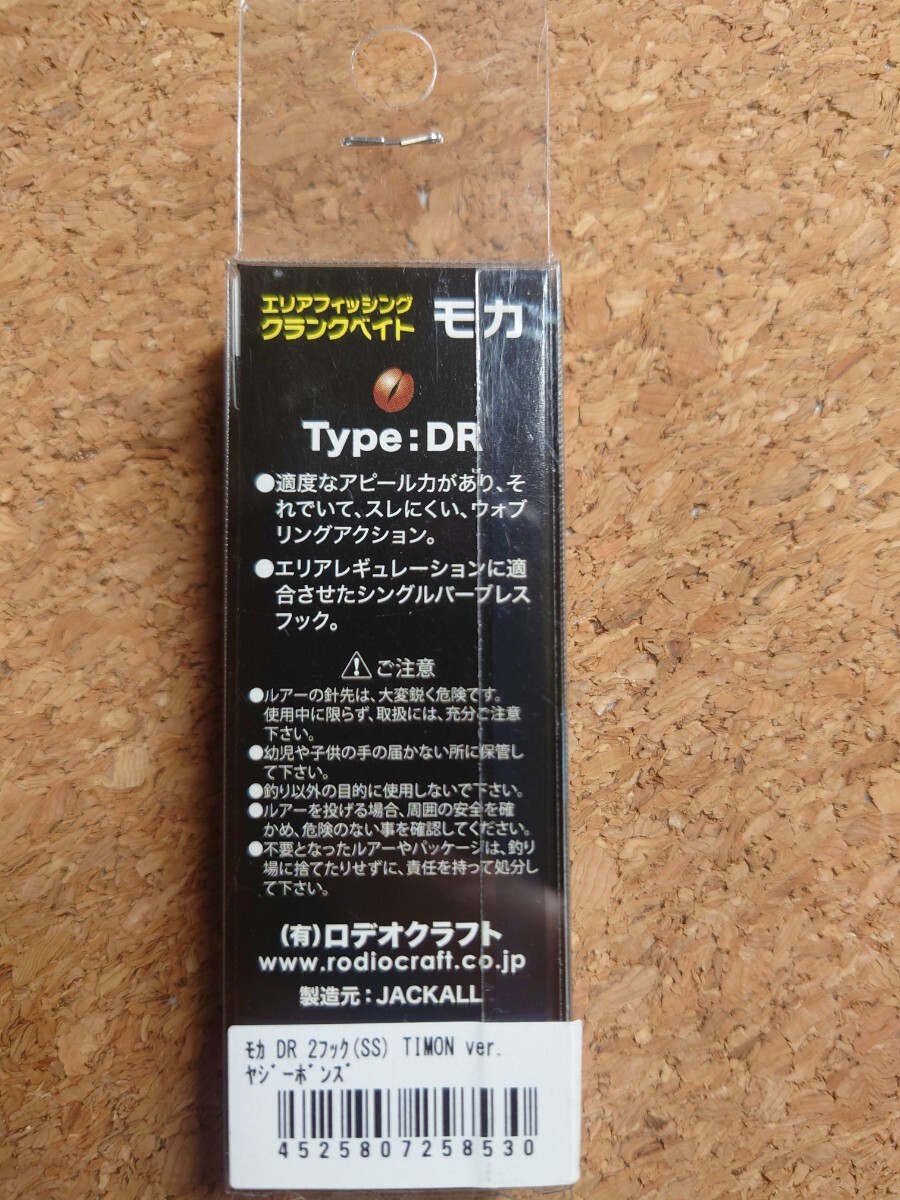 エリアフィッシング
クランクベイト モカ
Type:DR
●適度なアピール力があり、そ
れでいて、スレにくい、ウォブ
リングアクション。
●エリアレギュレーションに適
合させたシングルバーブレス
フック。
ご注意
●ルアーの針先は、大変鋭く危険です。
使用中に限らず、取扱には、充分ご注意
下さい。
●幼児や子供の手の届かない所に保管し
て下さい。
●釣り以外の目的に使用しないで下さい。
●ルアーを投げる場合、周囲の安全を確
かめ、危険のない事を確認してください。
●不要となったルアーやパッケージは、釣り
場に捨てたりせずに、責任を持って処分し
て下さい。
(有)ロデオクラフト
www.rodiocraft.co.jp
製造元:JACKALL
ﾓｶ DR 2ﾌｯｸ(SS) TIMON ver.
ﾔｼﾞｰﾎﾞﾝｽﾞ
4525807258530